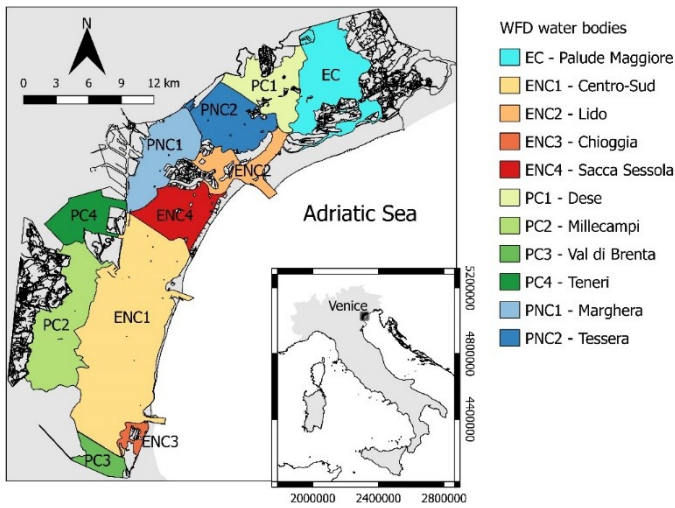 N
0 3 6 9 12 km
PC1
EC
PNC2
PNC1
ENC2
ENC4
PC4
Adriatic Sea
PC2
ENC1
ENC3
PC3
WFD water bodies
EC - Palude Maggiore
ENC1 - Centro-Sud
ENC2 - Lido
ENC3 - Chioggia
ENC4 - Sacca Sessola
PC1 - Dese
PC2 - Millecampi
PC3 - Val di Brenta
PC4 - Teneri
PNC1 - Marghera
PNC2 - Tessera
Venice
5200000
4800000
4400000
2000000 2400000 2800000